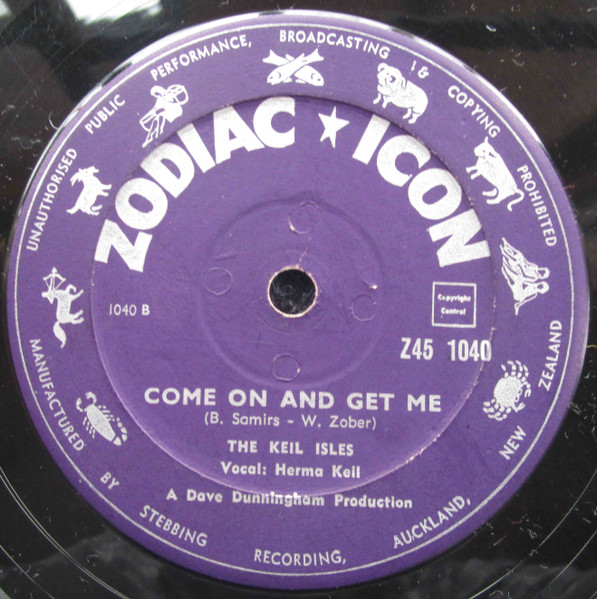 UNAUTHORISED PUBLIC PERFORMANCE, BROADCASTING & COPYING PROHIBITED
ZODIAC ★ ICON
1040 B
Copyright
Control
Z45 1040
COME ON AND GET ME
(B. Samirs - W. Zober)
THE KEIL ISLES
Vocal: Herma Keil
A Dave Dunningham Production
MANUFACTURED BY STEBBING RECORDING, AUCKLAND, NEW ZEALAND